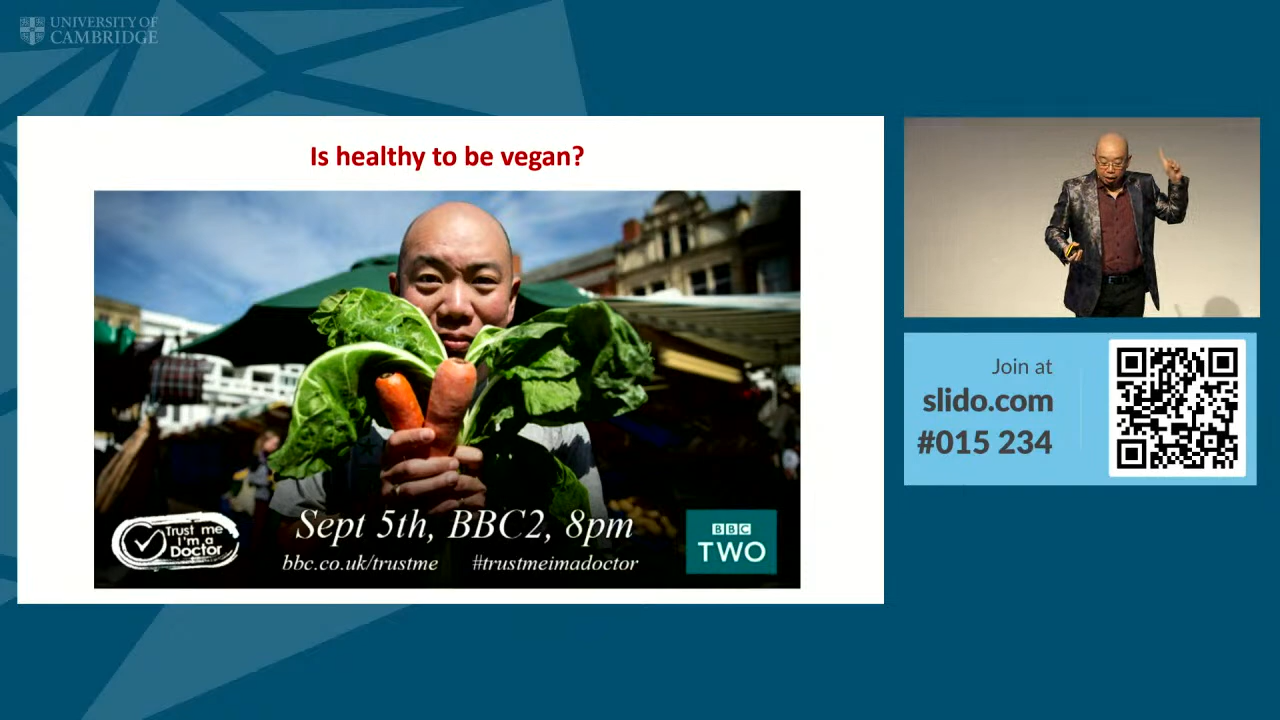 UNIVERSITY OF
CAMBRIDGE
Is healthy to be vegan?
Trust me
I'm a
Doctor
Sept 5th, BBC2, 8pm
bbc.co.uk/trustme #trustmeimadoctor
BBC
TWO
Join at
slido.com
#015 234